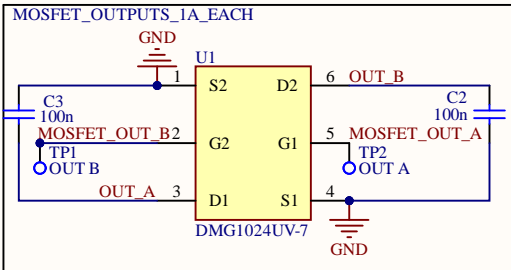 MOSFET_OUTPUTS_1A_EACH
GND
U1
1 S2 D2 6 OUT_B
C3
100n
C2
100n
MOSFET_OUT_B 2 G2 G1 5 MOSFET_OUT_A
TP1
OUT B
TP2
OUT A
OUT_A 3 D1 S1 4
DMG1024UV-7
GND